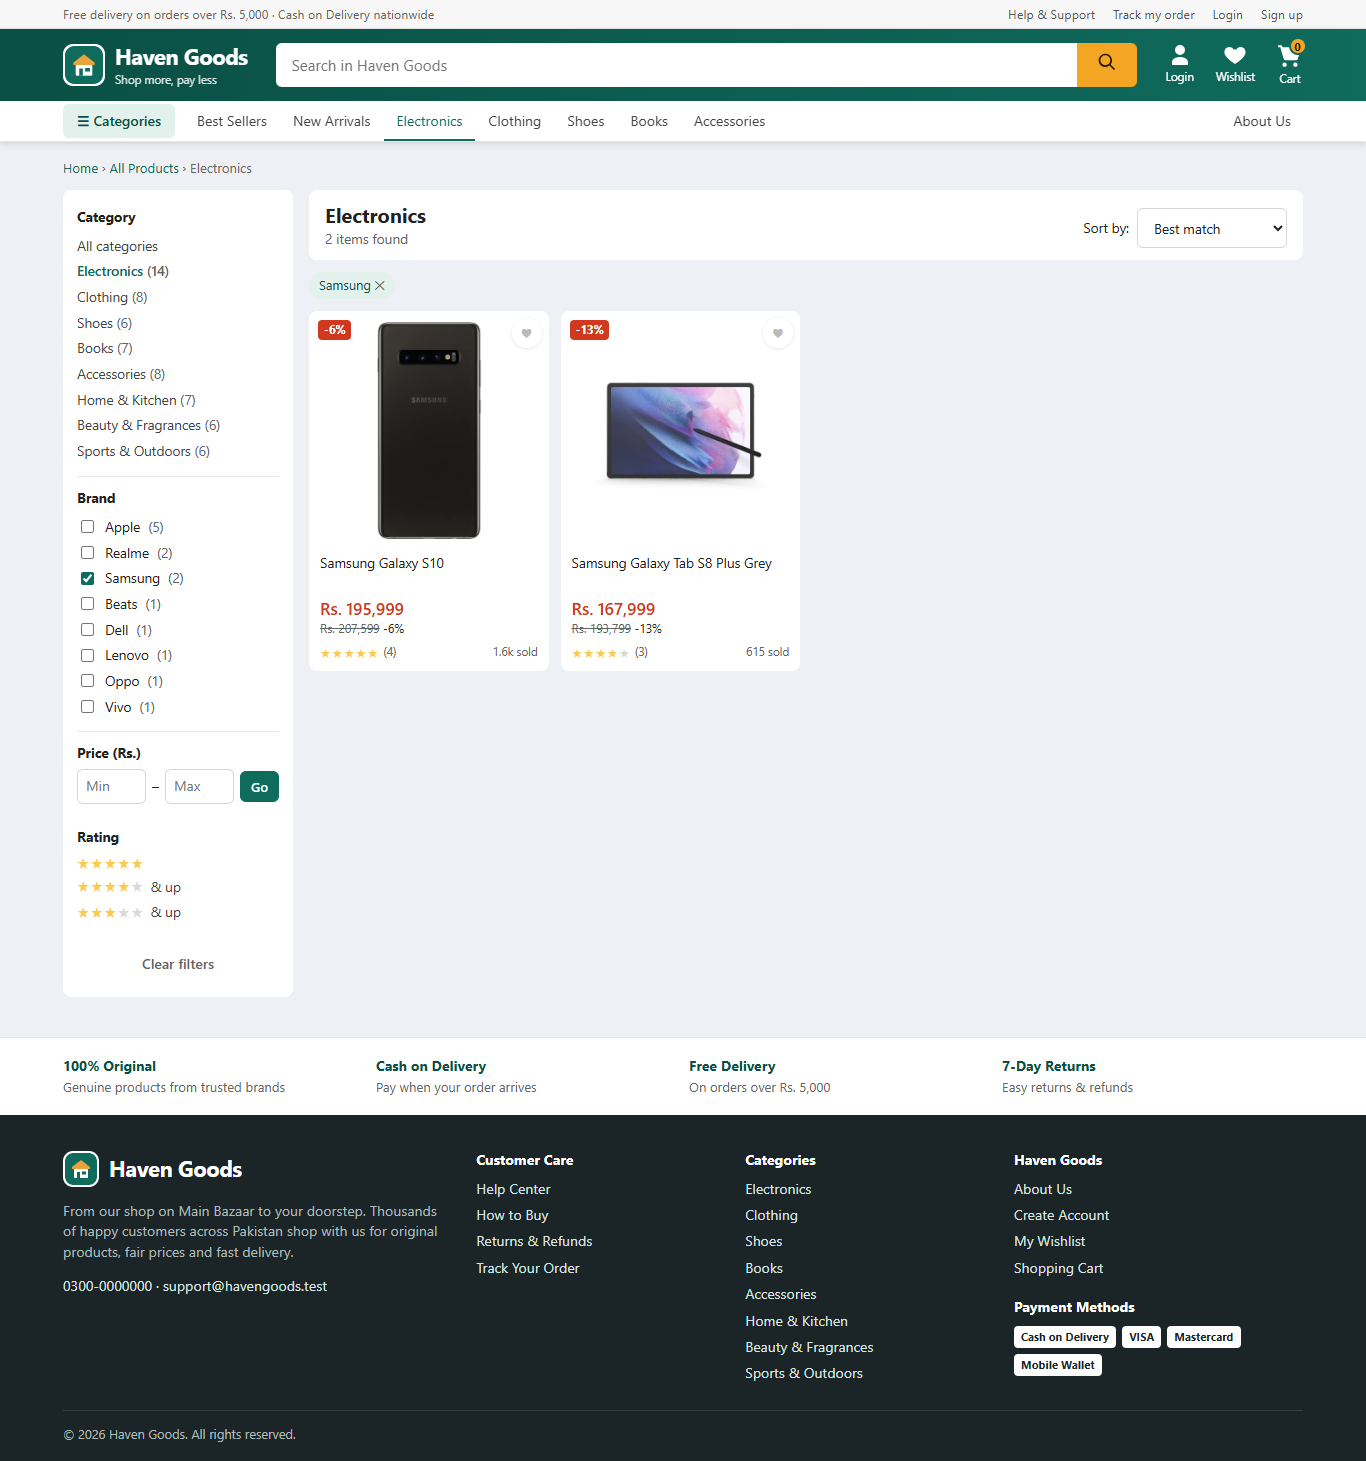 Free delivery on orders over Rs. 5,000 · Cash on Delivery nationwide
Help & Support Track my order Login Sign up
Haven Goods
Shop more, pay less
Search in Haven Goods
Login Wishlist 0 Cart
☰ Categories Best Sellers New Arrivals Electronics Clothing Shoes Books Accessories About Us
Home › All Products › Electronics
Category
All categories
Electronics (14)
Clothing (8)
Shoes (6)
Books (7)
Accessories (8)
Home & Kitchen (7)
Beauty & Fragrances (6)
Sports & Outdoors (6)
Brand
Apple (5)
Realme (2)
Samsung (2)
Beats (1)
Dell (1)
Lenovo (1)
Oppo (1)
Vivo (1)
Price (Rs.)
Min – Max Go
Rating
★★★★★
★★★★★ & up
★★★★★ & up
Clear filters
Electronics
2 items found
Sort by: Best match
Samsung ✕
-6%
SAMSUNG
Samsung Galaxy S10
Rs. 195,999
Rs. 207,599 -6%
★★★★★ (4) 1.6k sold
-13%
Samsung Galaxy Tab S8 Plus Grey
Rs. 167,999
Rs. 193,799 -13%
★★★★★ (3) 615 sold
100% Original
Genuine products from trusted brands
Cash on Delivery
Pay when your order arrives
Free Delivery
On orders over Rs. 5,000
7-Day Returns
Easy returns & refunds
Haven Goods
From our shop on Main Bazaar to your doorstep. Thousands
of happy customers across Pakistan shop with us for original
products, fair prices and fast delivery.
0300-0000000 · support@havengoods.test
Customer Care
Help Center
How to Buy
Returns & Refunds
Track Your Order
Categories
Electronics
Clothing
Shoes
Books
Accessories
Home & Kitchen
Beauty & Fragrances
Sports & Outdoors
Haven Goods
About Us
Create Account
My Wishlist
Shopping Cart
Payment Methods
Cash on Delivery VISA Mastercard
Mobile Wallet
© 2026 Haven Goods. All rights reserved.